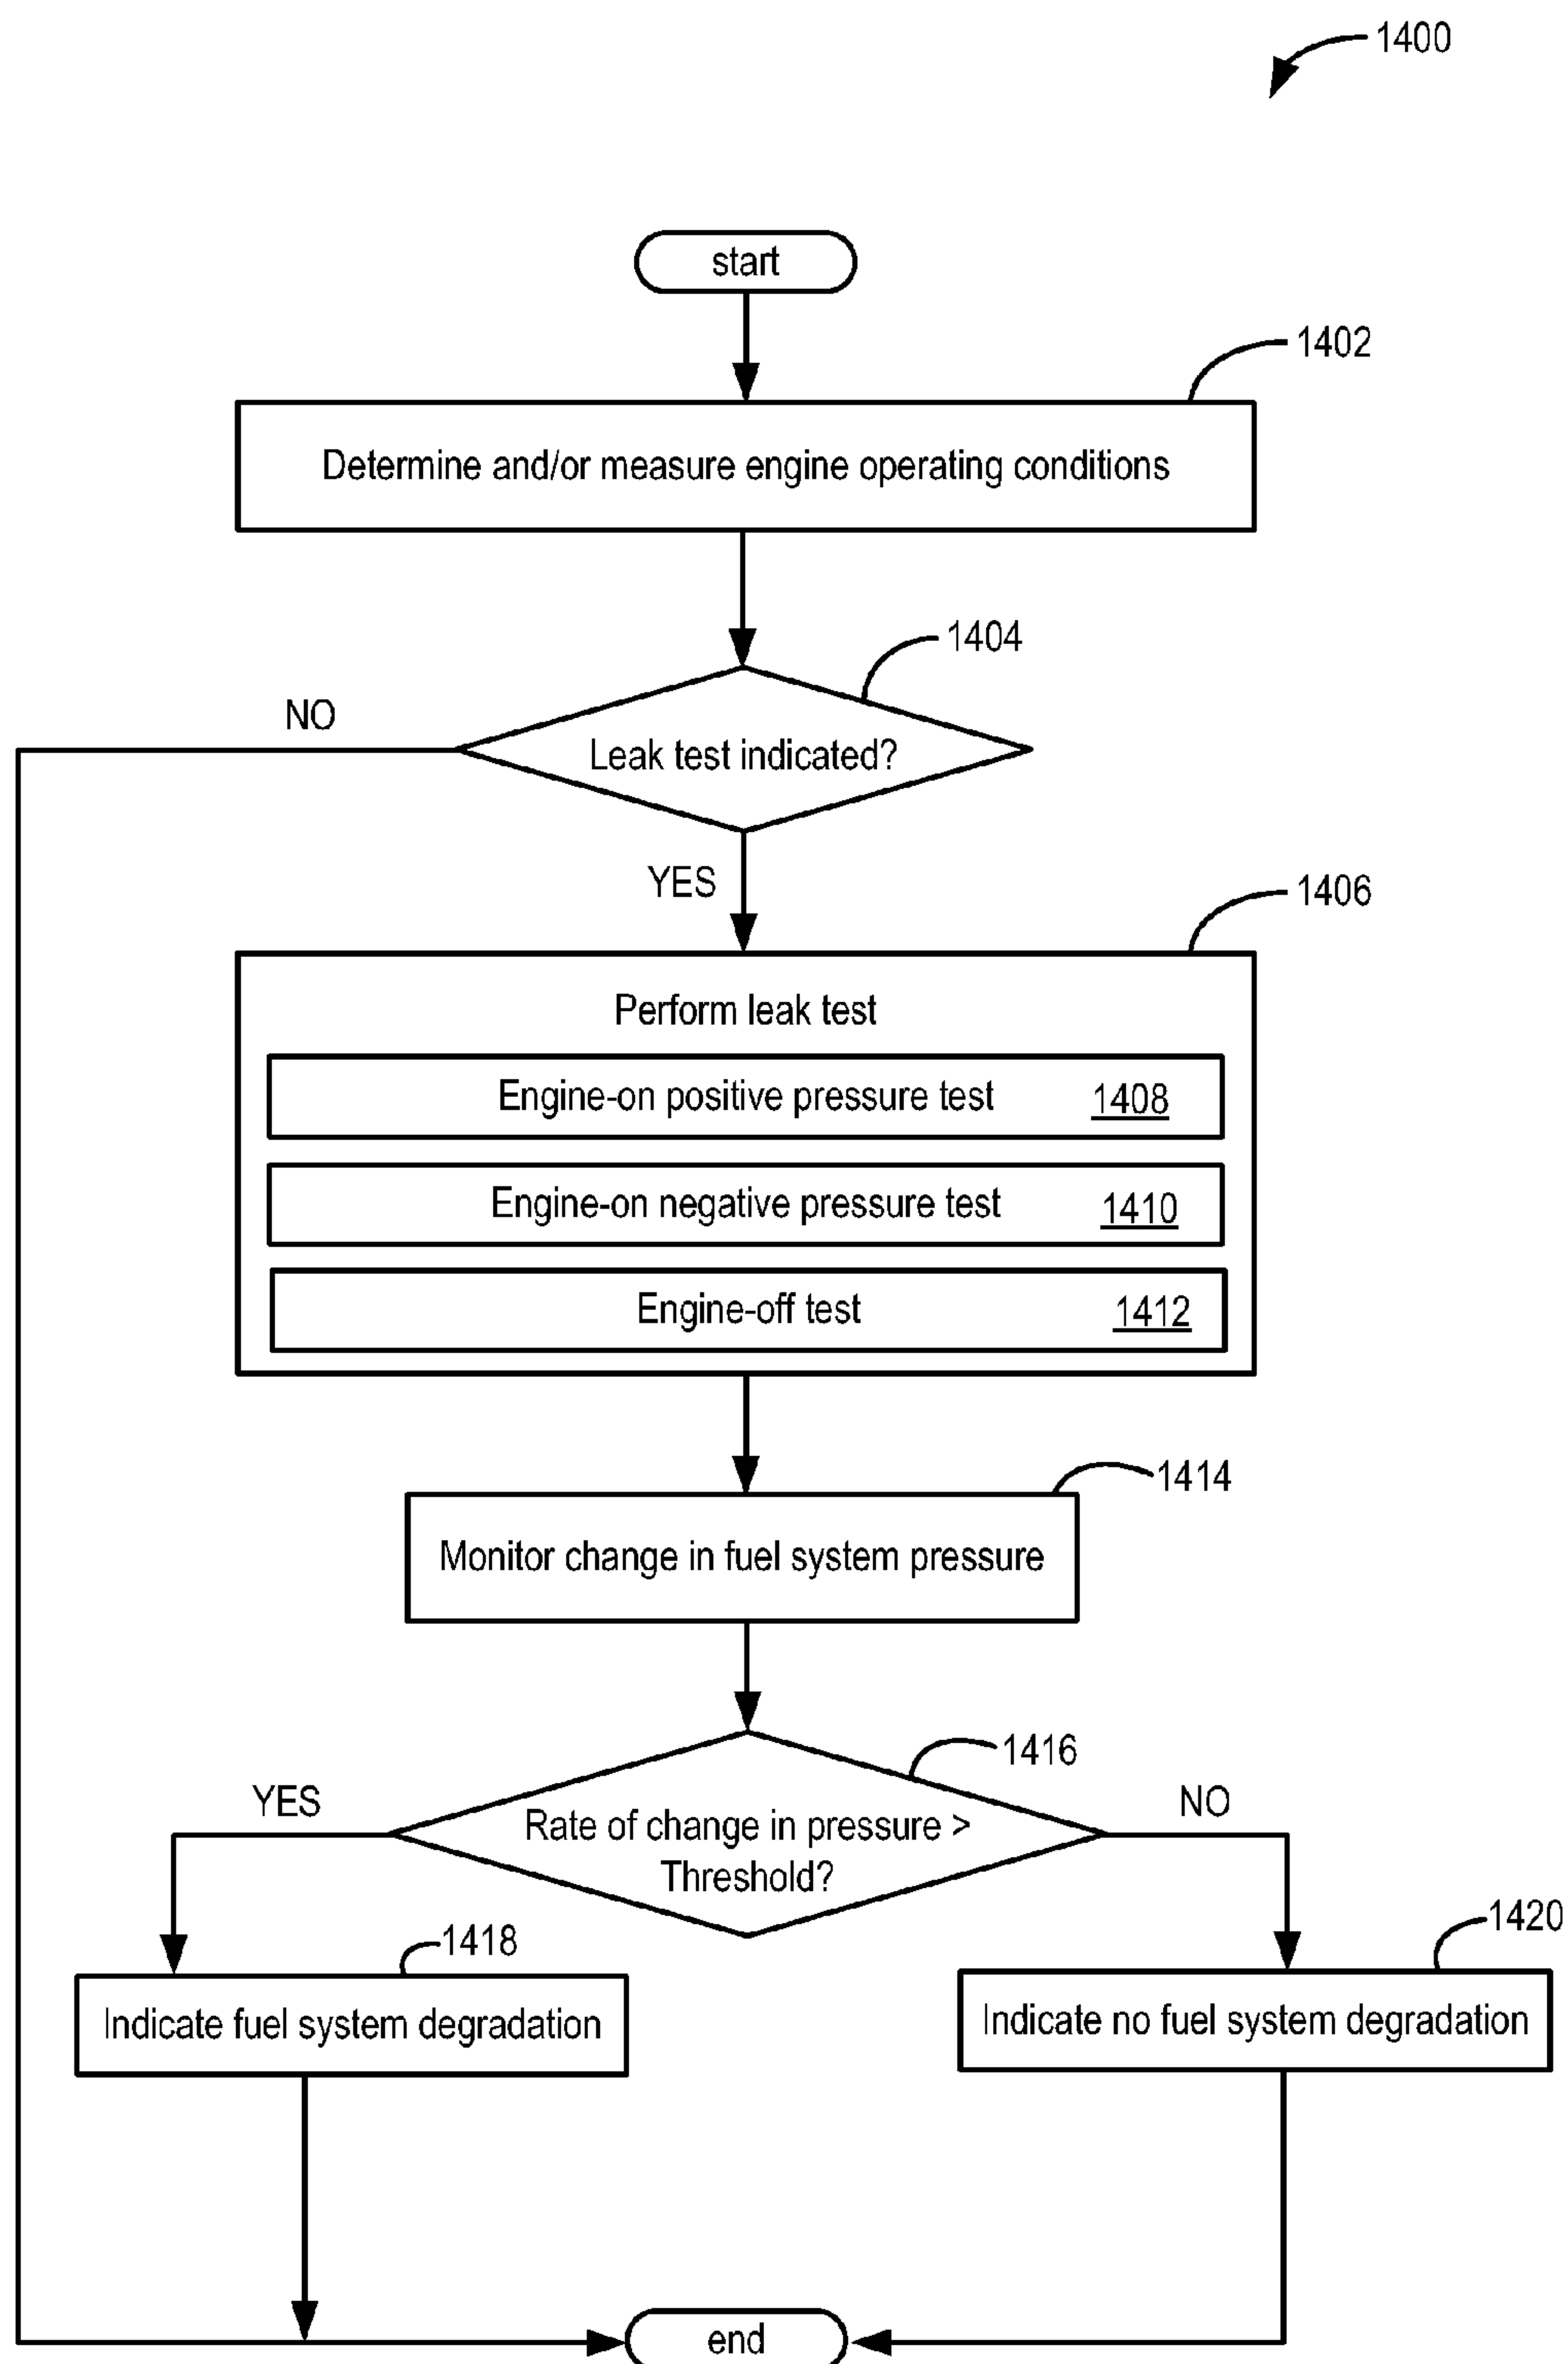 1400
start
1402
Determine and/or measure engine operating conditions
1404
NO
Leak test indicated?
YES
1406
Perform leak test
Engine-on positive pressure test 1408
Engine-on negative pressure test 1410
Engine-off test 1412
1414
Monitor change in fuel system pressure
1416
YES
NO
Rate of change in pressure >
Threshold?
1418
1420
Indicate fuel system degradation
Indicate no fuel system degradation
end